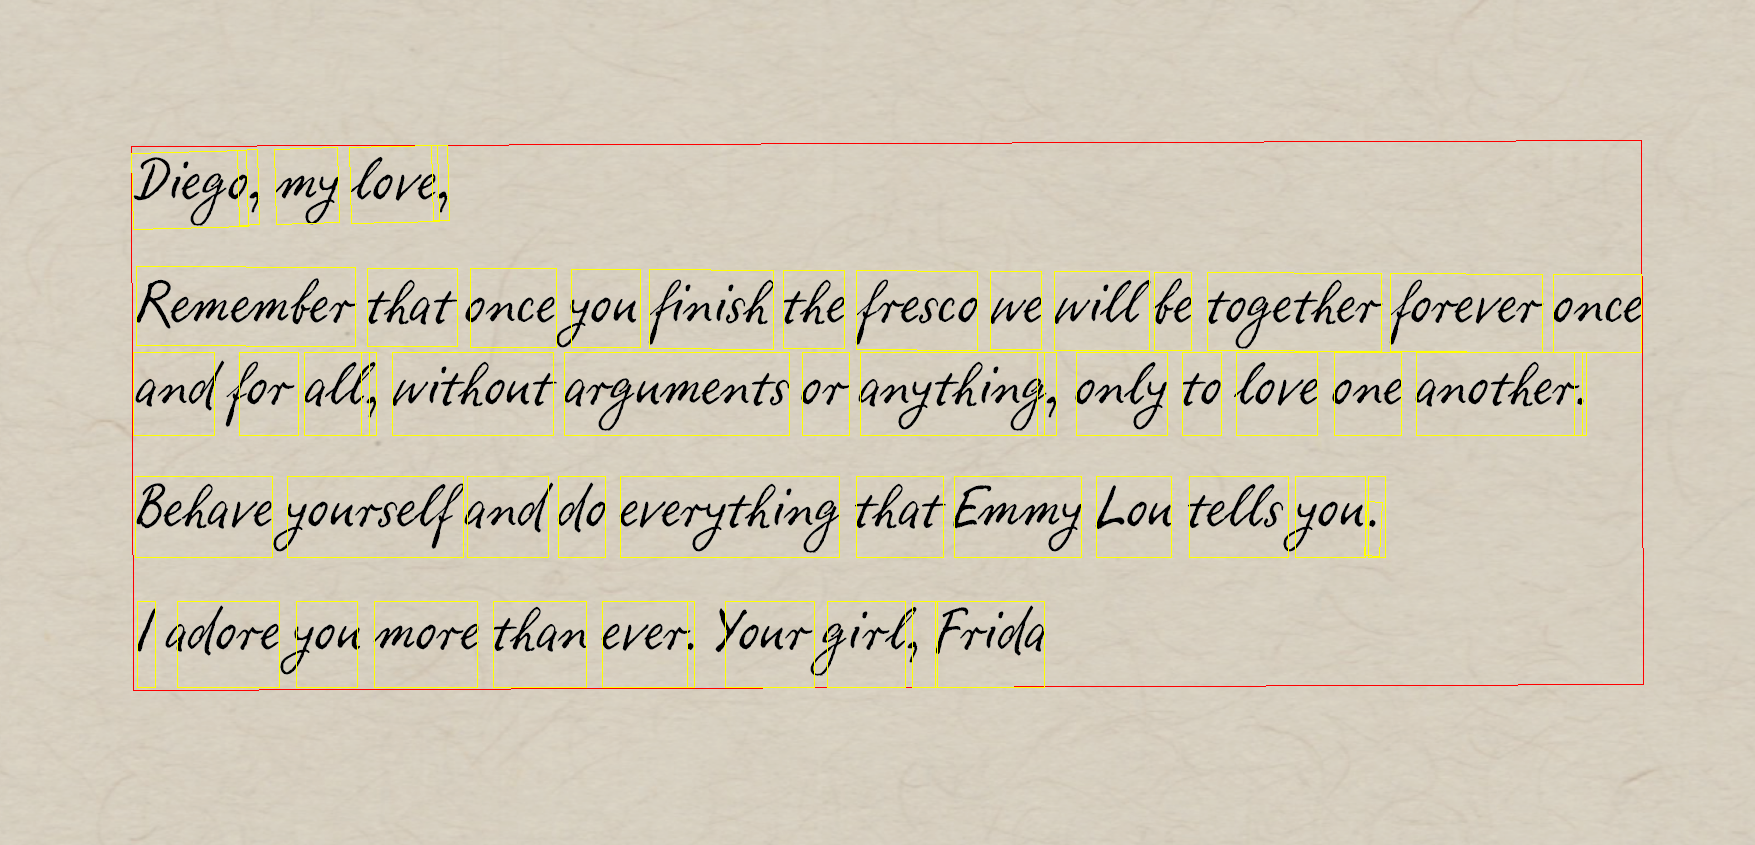 Diego, my love,
Remember that once you finish the fresco we will be together forever once
and for all, without arguments or anything, only to love one another.
Behave yourself and do everything that Emmy Lou tells you.
I adore you more than ever. Your girl, Frida